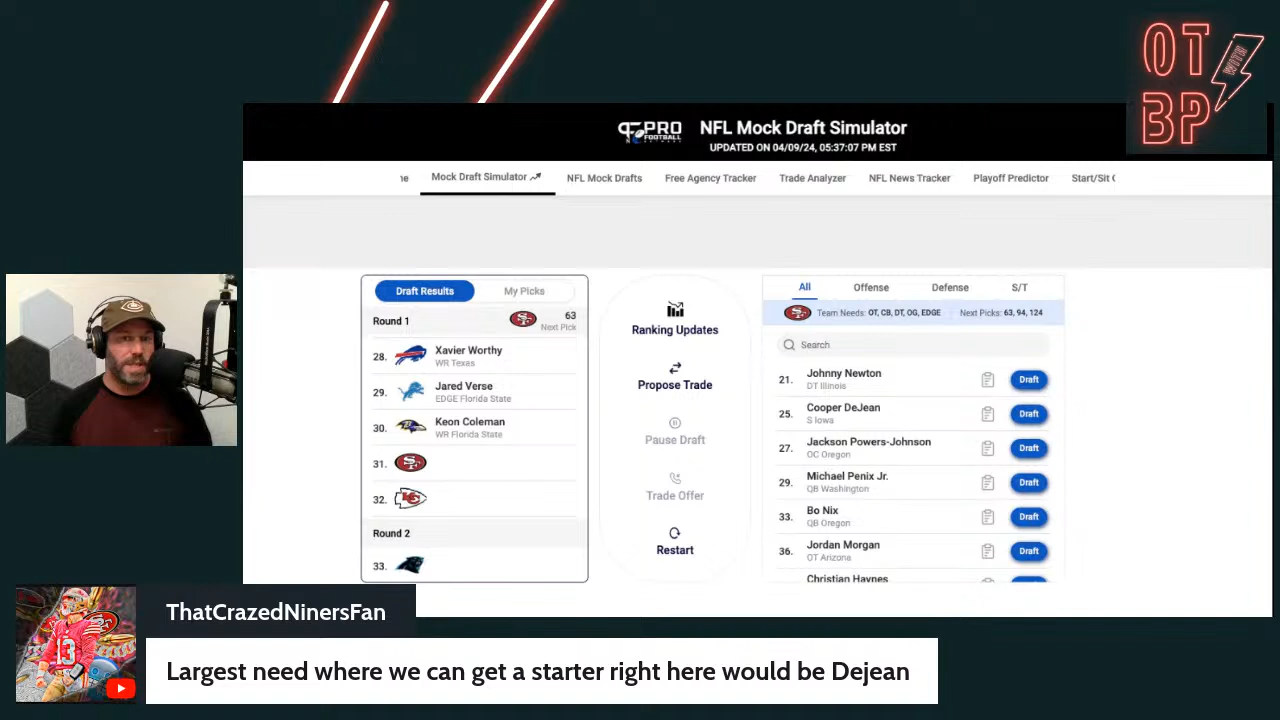 OT
WITH
BP
PRO
FOOTBALL
NETWORK
NFL Mock Draft Simulator
UPDATED ON 04/09/24, 05:37:07 PM EST
ne
Mock Draft Simulator
NFL Mock Drafts
Free Agency Tracker
Trade Analyzer
NFL News Tracker
Playoff Predictor
Start/Sit C
Draft Results
My Picks
Round 1
63
Next Pick
28.
Xavier Worthy
WR Texas
29.
Jared Verse
EDGE Florida State
30.
Keon Coleman
WR Florida State
31.
32.
Round 2
33.
Ranking Updates
Propose Trade
Pause Draft
Trade Offer
Restart
All
Offense
Defense
S/T
Team Needs: OT, CB, DT, OG, EDGE
Next Picks: 63, 94, 124
Search
21.
Johnny Newton
DT Illinois
Draft
25.
Cooper DeJean
S Iowa
Draft
27.
Jackson Powers-Johnson
OC Oregon
Draft
29.
Michael Penix Jr.
QB Washington
Draft
33.
Bo Nix
QB Oregon
Draft
36.
Jordan Morgan
OT Arizona
Draft
Christian Haynes
ThatCrazedNinersFan
Largest need where we can get a starter right here would be Dejean